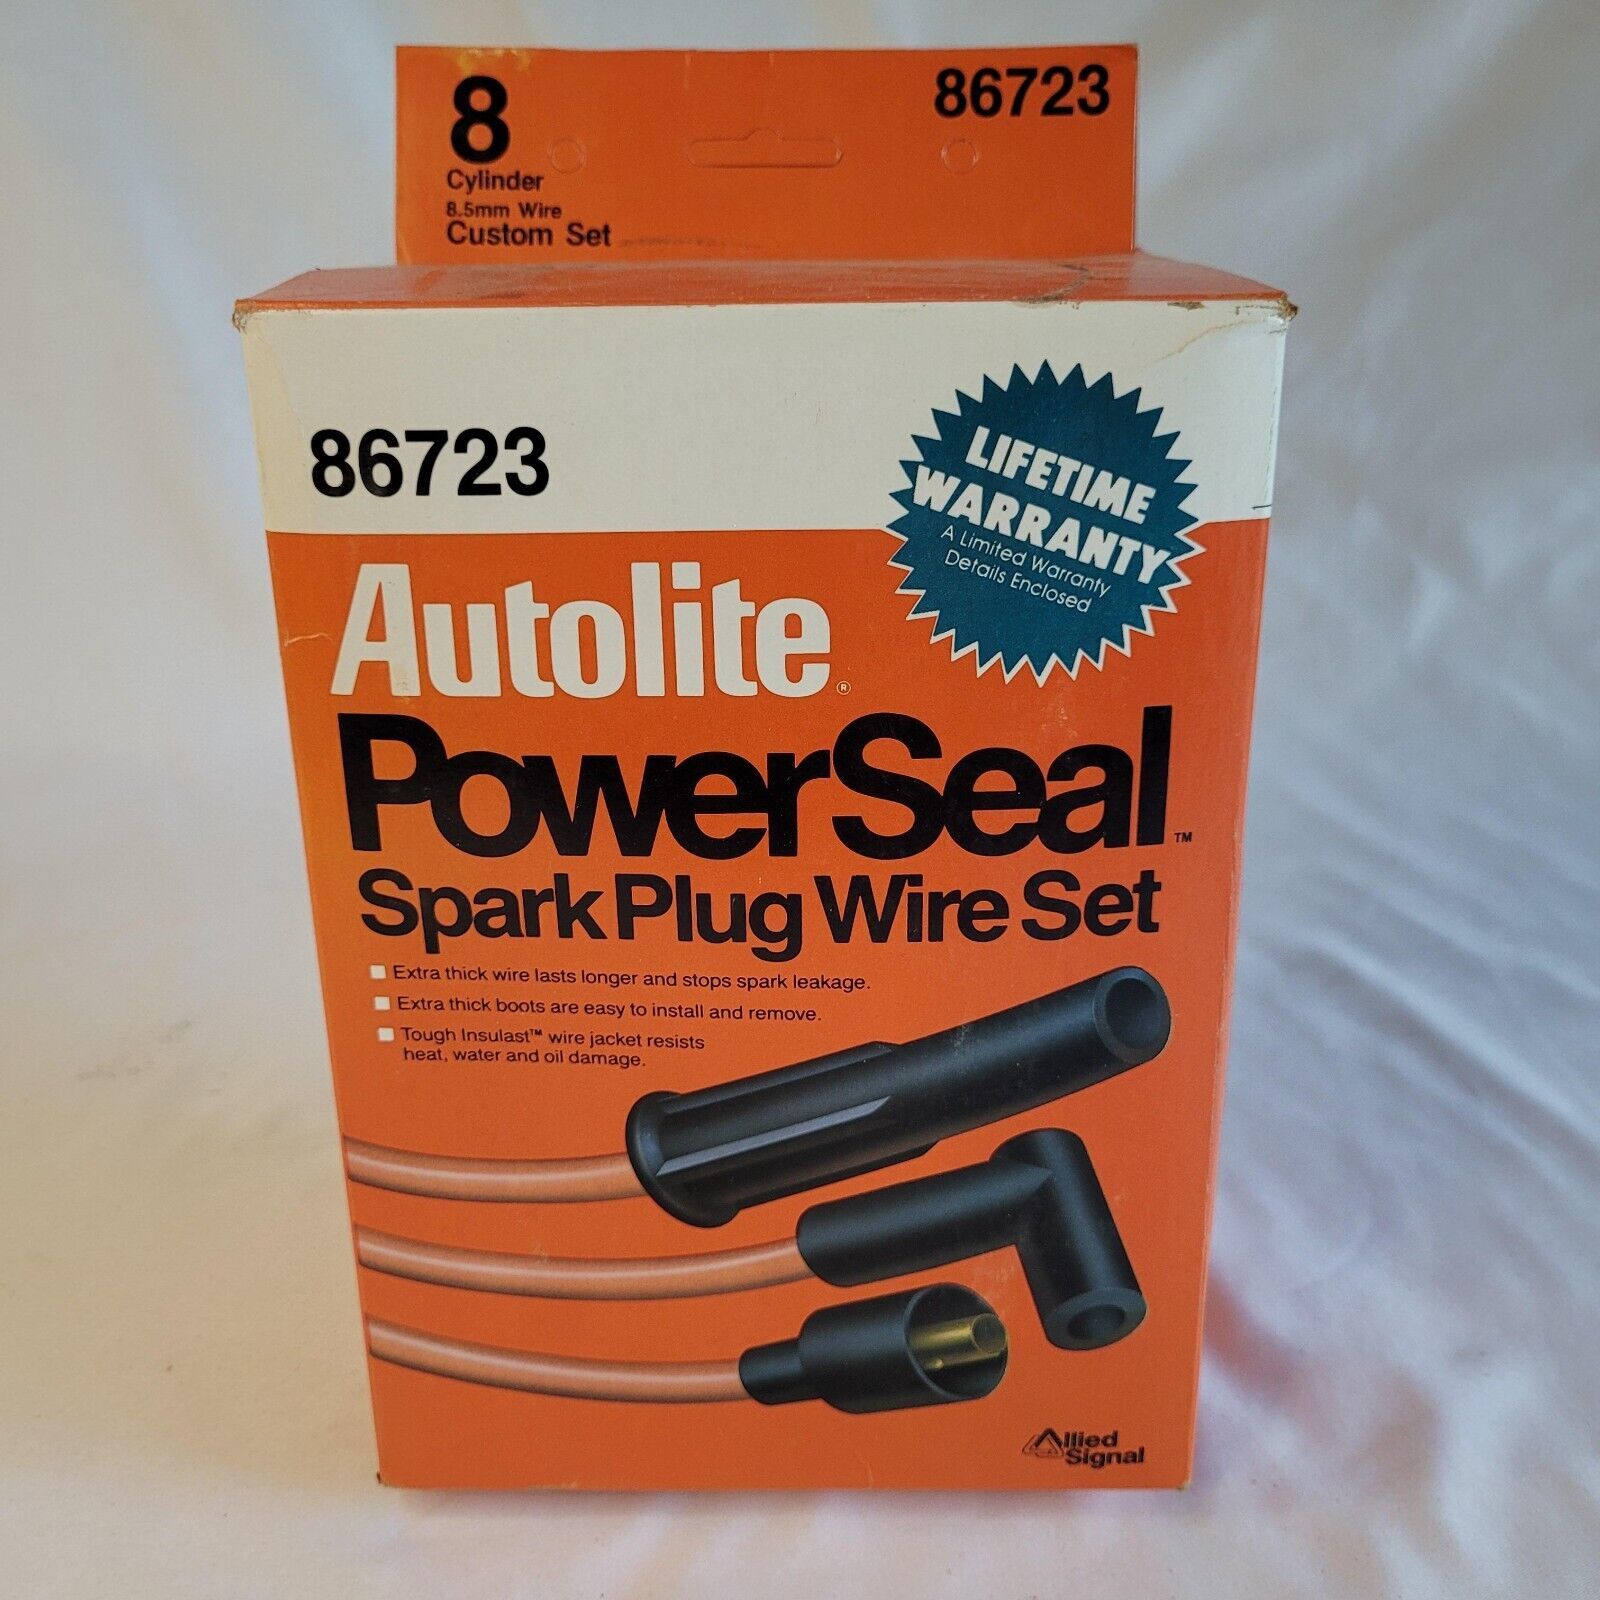 8
86723
Cylinder
8.5mm Wire
Custom Set
86723
LIFETIME
WARRANTY
A Limited Warranty
Details Enclosed
Autolite®
PowerSeal™
Spark Plug Wire Set
Extra thick wire lasts longer and stops spark leakage.
Extra thick boots are easy to install and remove.
Tough Insulast™ wire jacket resists
heat, water and oil damage.
Allied
Signal